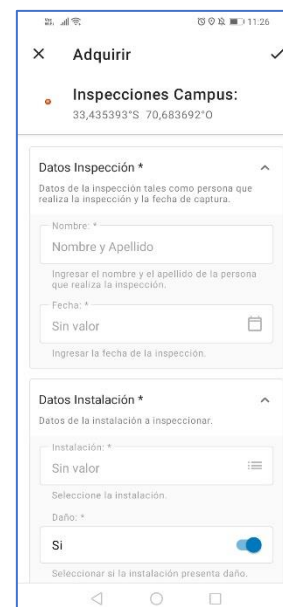 11:26
Adquirir
Inspecciones Campus:
33,435393°S 70,683692°O
Datos Inspección *
Datos de la inspección tales como persona que
realiza la inspección y la fecha de captura.
Nombre: *
Nombre y Apellido
Ingresar el nombre y el apellido de la persona
que realiza la inspección.
Fecha: *
Sin valor
Ingresar la fecha de la inspección.
Datos Instalación *
Datos de la instalación a inspeccionar.
Instalación: *
Sin valor
Seleccione la instalación.
Daño: *
Si
Seleccionar si la instalación presenta daño.